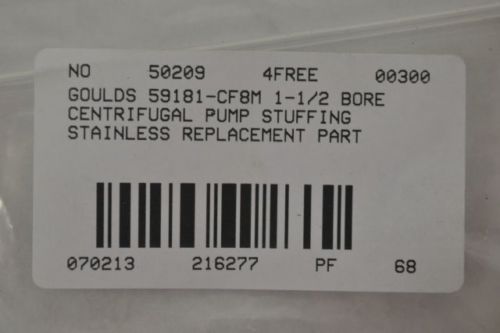 NO 50209 4FREE 00300
GOULDS 59181-CF8M 1-1/2 BORE
CENTRIFUGAL PUMP STUFFING
STAINLESS REPLACEMENT PART
070213 216277 PF 68